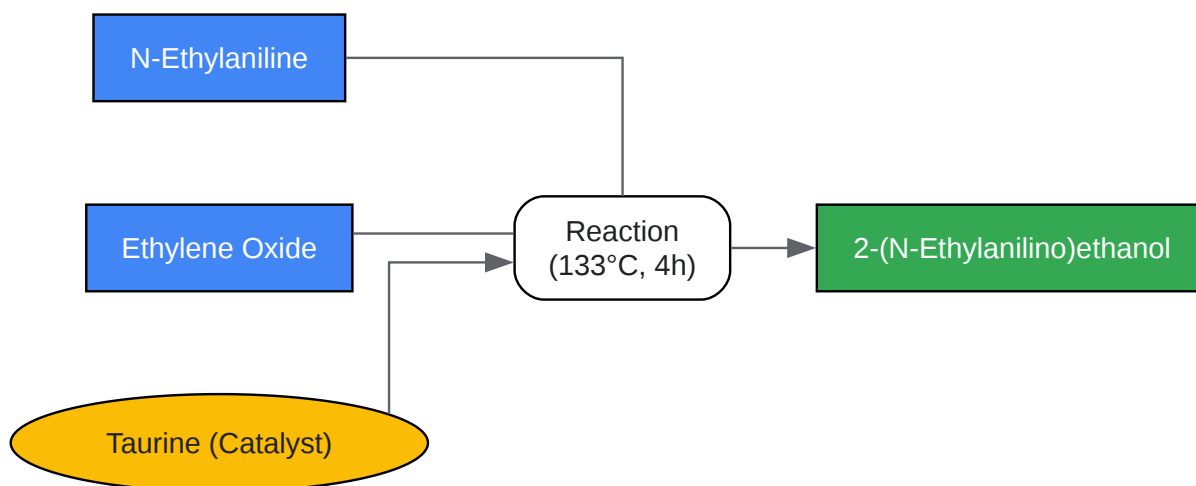 N-Ethylaniline
Ethylene Oxide
Reaction
(133°C, 4h)
2-(N-Ethylanilino)ethanol
Taurine (Catalyst)